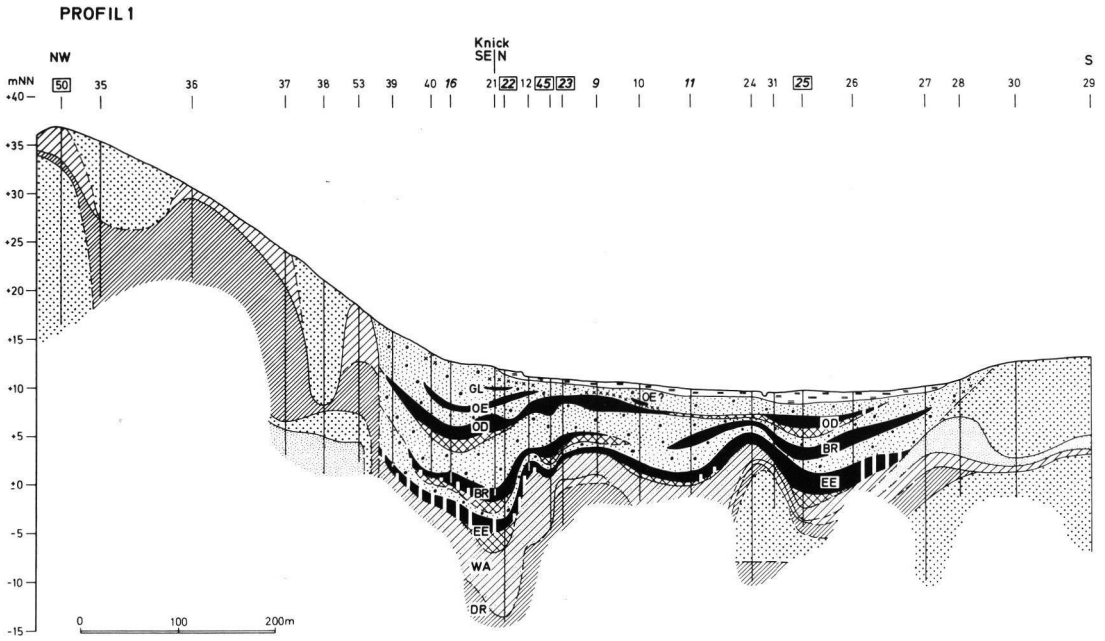 PROFIL 1
Knick
NW SE N S
mNN 50 35 36 37 38 53 39 40 16 21 22 12 45 23 9 10 11 24 31 25 26 27 28 30 29
+40
+35
+30
+25
+20
+15
+10
+5
±0
-5
-10
-15
GL OE?
OE
OD OD
BR
BR EE
EE
WA
DR
0 100 200m